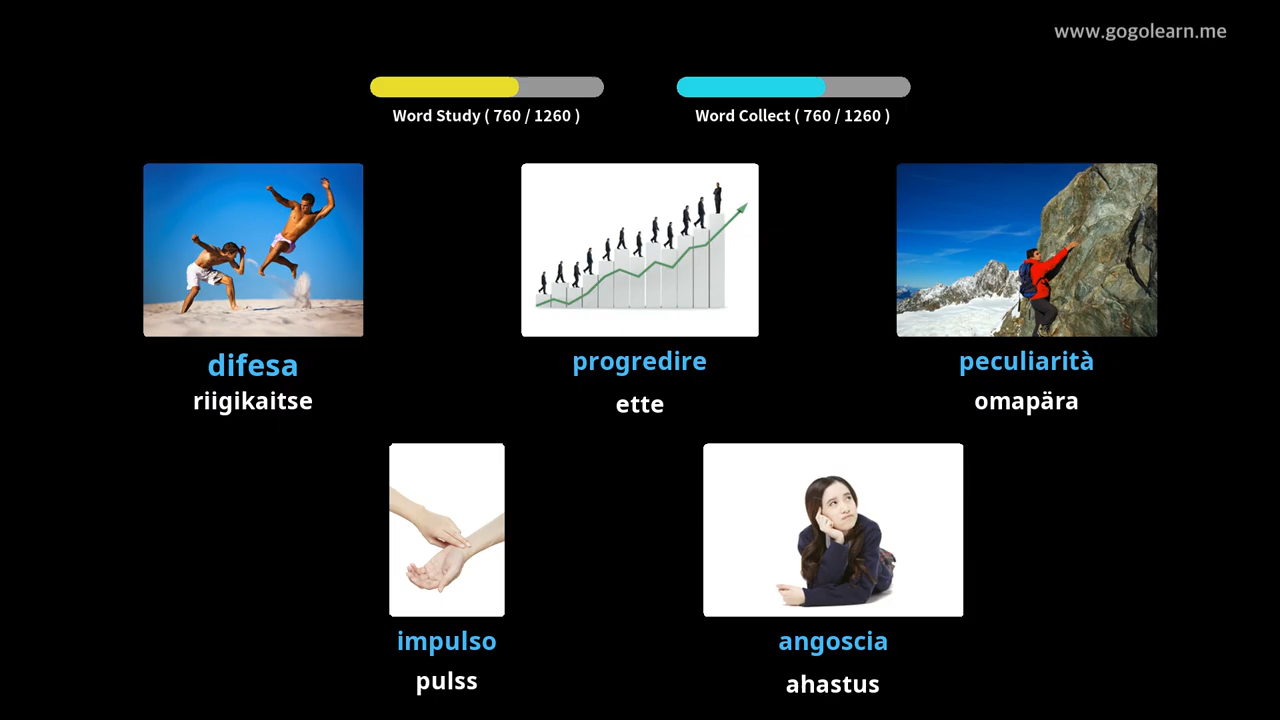 www.gogolearn.me
Word Study ( 760 / 1260 )
Word Collect ( 760 / 1260 )
difesa
riigikaitse
progredire
ette
peculiarità
omapära
impulso
pulss
angoscia
ahastus